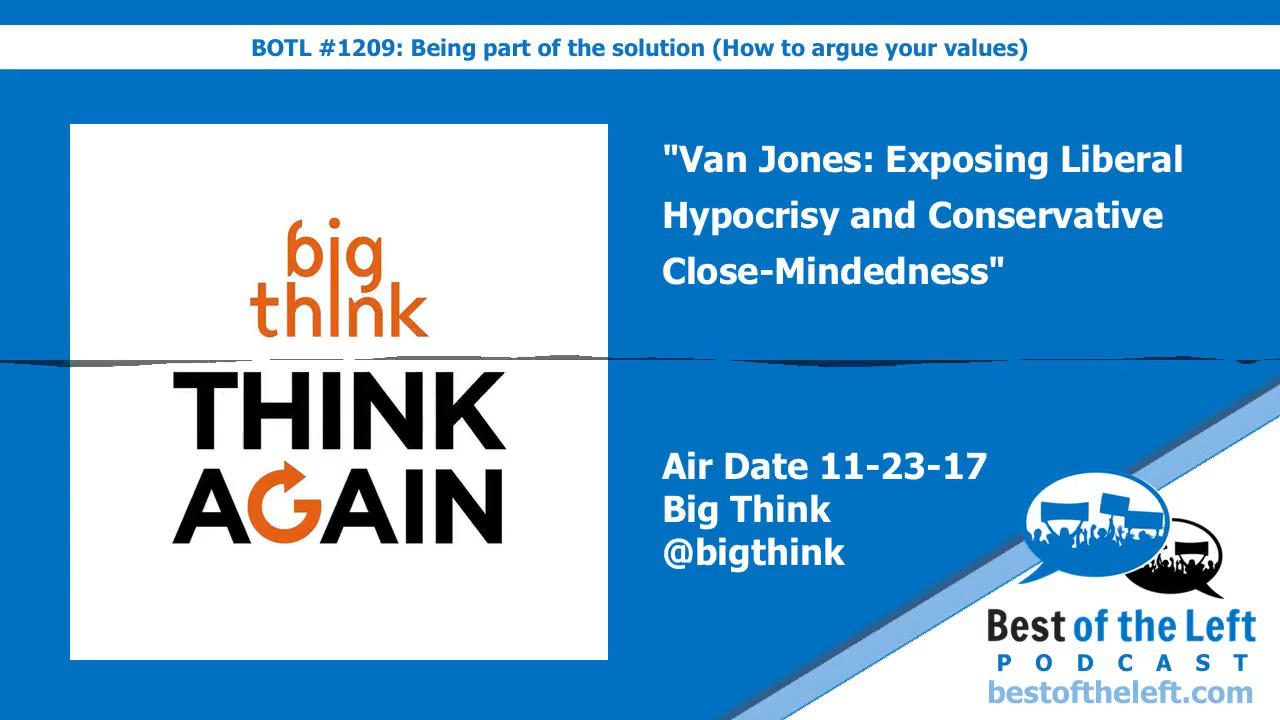 BOTL #1209: Being part of the solution (How to argue your values)
big
think
THINK
AGAIN
"Van Jones: Exposing Liberal
Hypocrisy and Conservative
Close-Mindedness"
Air Date 11-23-17
Big Think
@bigthink
Best of the Left
PODCAST
bestoftheleft.com